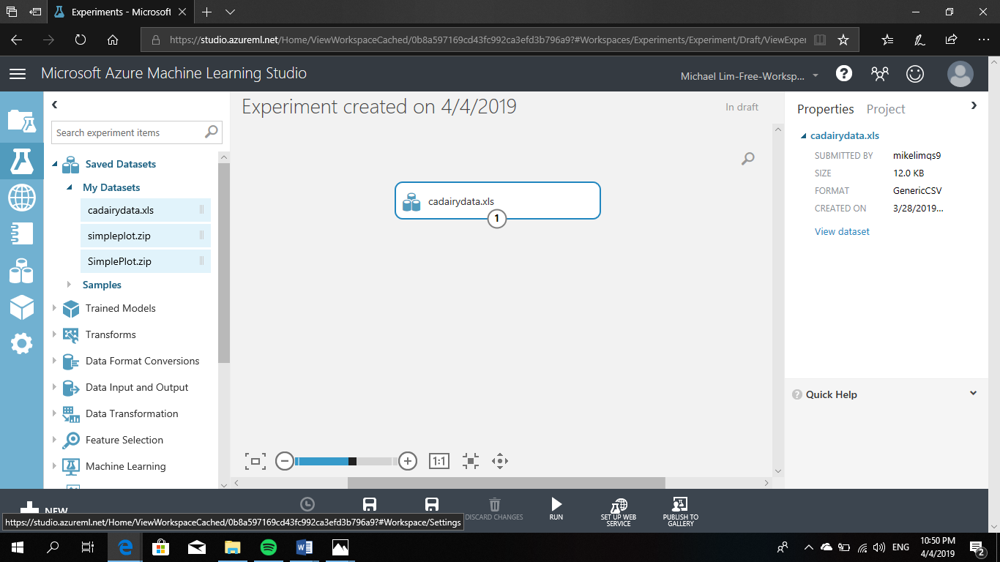 Experiments - Microsoft
https://studio.azureml.net/Home/ViewWorkspaceCached/0b8a597169cd43fc992ca3efd3b796a9?#Workspaces/Experiments/Experiment/Draft/ViewExper
Microsoft Azure Machine Learning Studio
Michael Lim-Free-Worksp...
Experiment created on 4/4/2019
In draft
Properties Project
Search experiment items
cadairydata.xls
SUBMITTED BY mikelimqs9
SIZE 12.0 KB
FORMAT GenericCSV
CREATED ON 3/28/2019...
View dataset
Saved Datasets
My Datasets
cadairydata.xls
simpleplot.zip
SimplePlot.zip
Samples
Trained Models
Transforms
Data Format Conversions
Data Input and Output
Data Transformation
Feature Selection
Machine Learning
cadairydata.xls
1
Quick Help
1:1
NEW
DISCARD CHANGES
RUN
SET UP WEB
SERVICE
PUBLISH TO
GALLERY
https://studio.azureml.net/Home/ViewWorkspaceCached/0b8a597169cd43fc992ca3efd3b796a9?#Workspace/Settings
ENG
10:50 PM
4/4/2019
2